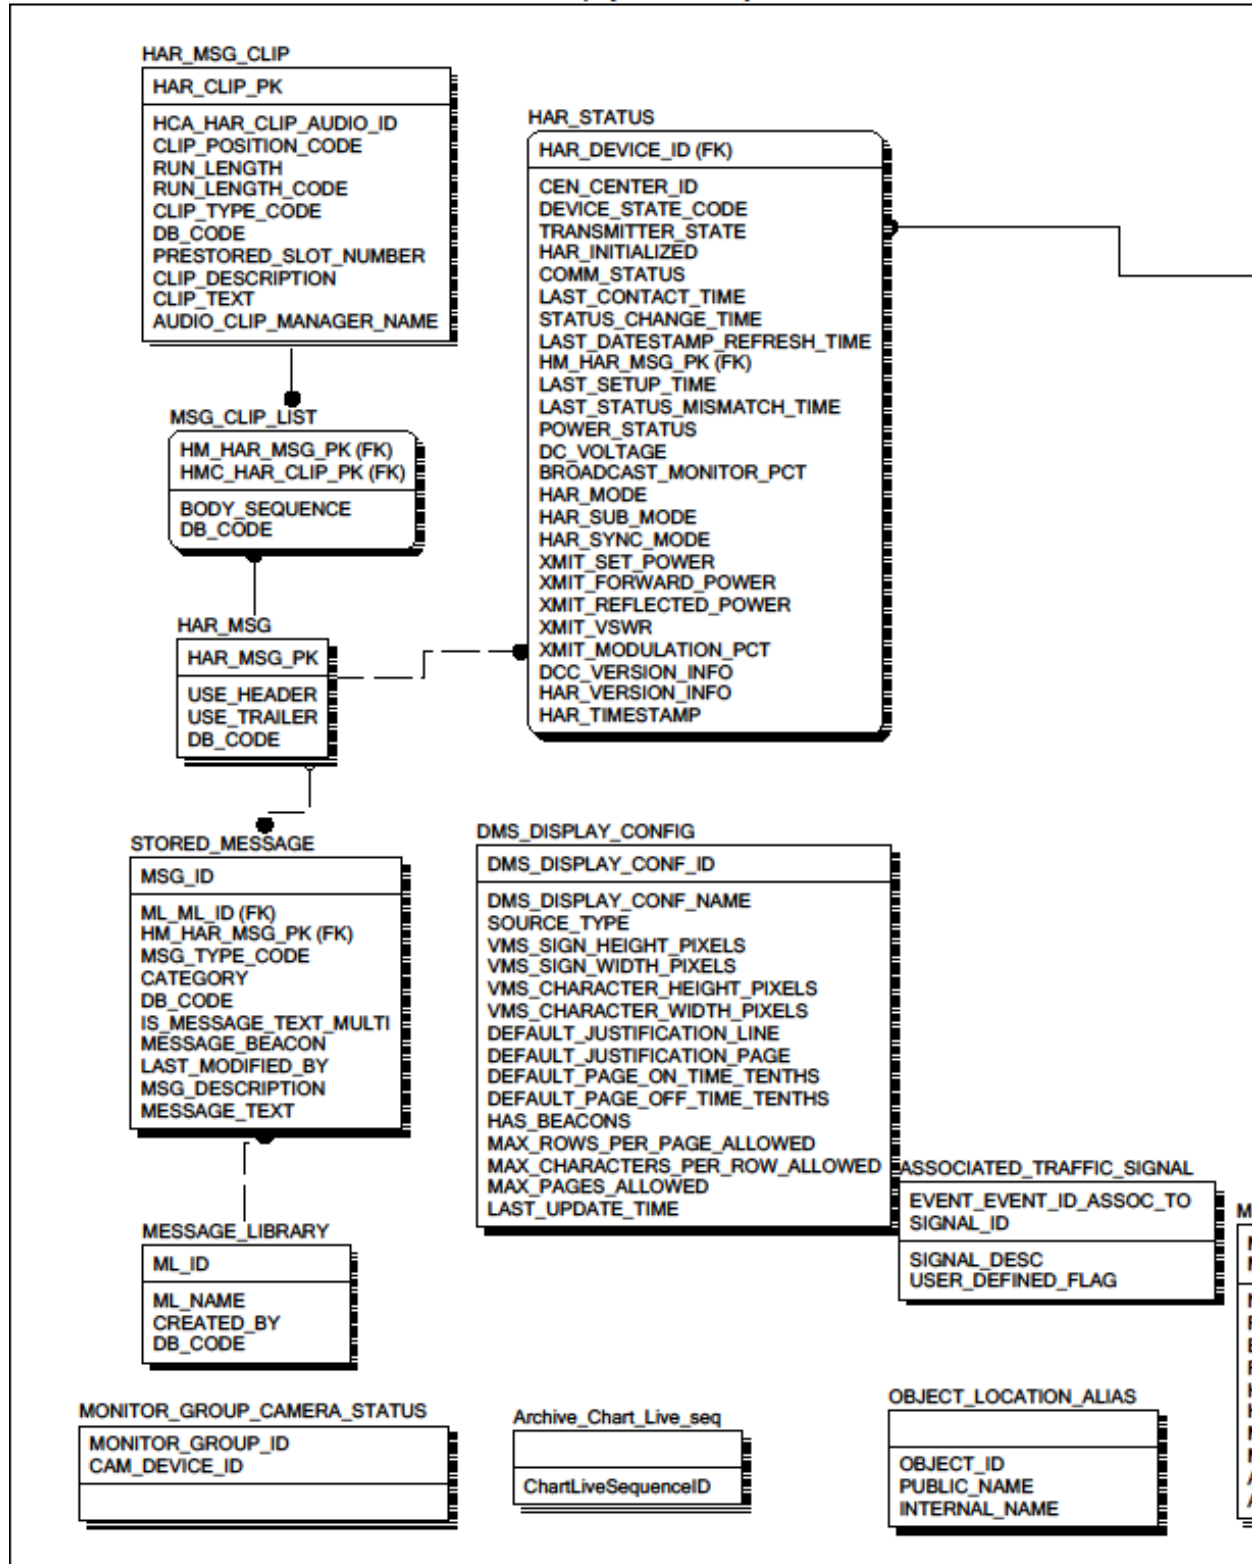 HAR_MSG_CLIP
HAR_CLIP_PK
HCA_HAR_CLIP_AUDIO_ID
CLIP_POSITION_CODE
RUN_LENGTH
RUN_LENGTH_CODE
CLIP_TYPE_CODE
DB_CODE
PRESTORED_SLOT_NUMBER
CLIP_DESCRIPTION
CLIP_TEXT
AUDIO_CLIP_MANAGER_NAME
MSG_CLIP_LIST
HM_HAR_MSG_PK (FK)
HMC_HAR_CLIP_PK (FK)
BODY_SEQUENCE
DB_CODE
HAR_MSG
HAR_MSG_PK
USE_HEADER
USE_TRAILER
DB_CODE
HAR_STATUS
HAR_DEVICE_ID (FK)
CEN_CENTER_ID
DEVICE_STATE_CODE
TRANSMITTER_STATE
HAR_INITIALIZED
COMM_STATUS
LAST_CONTACT_TIME
STATUS_CHANGE_TIME
LAST_DATESTAMP_REFRESH_TIME
HM_HAR_MSG_PK (FK)
LAST_SETUP_TIME
LAST_STATUS_MISMATCH_TIME
POWER_STATUS
DC_VOLTAGE
BROADCAST_MONITOR_PCT
HAR_MODE
HAR_SUB_MODE
HAR_SYNC_MODE
XMIT_SET_POWER
XMIT_FORWARD_POWER
XMIT_REFLECTED_POWER
XMIT_VSWR
XMIT_MODULATION_PCT
DCC_VERSION_INFO
HAR_VERSION_INFO
HAR_TIMESTAMP
STORED_MESSAGE
MSG_ID
ML_ML_ID (FK)
HM_HAR_MSG_PK (FK)
MSG_TYPE_CODE
CATEGORY
DB_CODE
IS_MESSAGE_TEXT_MULTI
MESSAGE_BEACON
LAST_MODIFIED_BY
MSG_DESCRIPTION
MESSAGE_TEXT
DMS_DISPLAY_CONFIG
DMS_DISPLAY_CONF_ID
DMS_DISPLAY_CONF_NAME
SOURCE_TYPE
VMS_SIGN_HEIGHT_PIXELS
VMS_SIGN_WIDTH_PIXELS
VMS_CHARACTER_HEIGHT_PIXELS
VMS_CHARACTER_WIDTH_PIXELS
DEFAULT_JUSTIFICATION_LINE
DEFAULT_JUSTIFICATION_PAGE
DEFAULT_PAGE_ON_TIME_TENTHS
DEFAULT_PAGE_OFF_TIME_TENTHS
HAS_BEACONS
MAX_ROWS_PER_PAGE_ALLOWED
MAX_CHARACTERS_PER_ROW_ALLOWED
MAX_PAGES_ALLOWED
LAST_UPDATE_TIME
ASSOCIATED_TRAFFIC_SIGNAL
EVENT_EVENT_ID_ASSOC_TO
SIGNAL_ID
SIGNAL_DESC
USER_DEFINED_FLAG
MESSAGE_LIBRARY
ML_ID
ML_NAME
CREATED_BY
DB_CODE
MONITOR_GROUP_CAMERA_STATUS
MONITOR_GROUP_ID
CAM_DEVICE_ID
Archive_Chart_Live_seq
ChartLiveSequenceID
OBJECT_LOCATION_ALIAS
OBJECT_ID
PUBLIC_NAME
INTERNAL_NAME